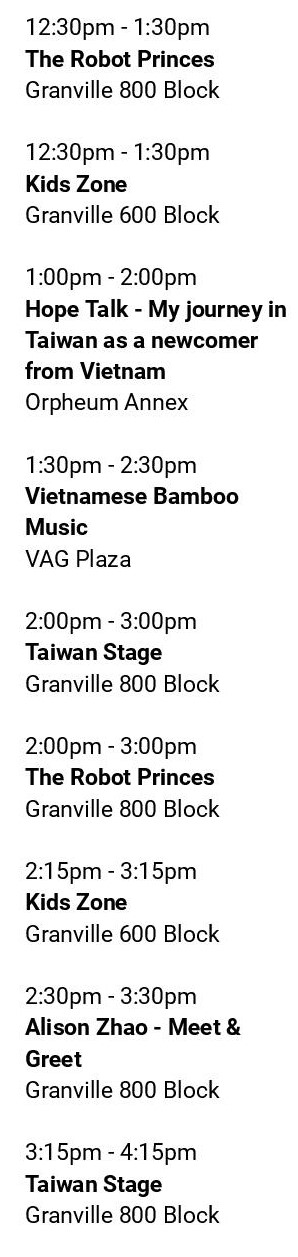 12:30pm - 1:30pm
The Robot Princes
Granville 800 Block
12:30pm - 1:30pm
Kids Zone
Granville 600 Block
1:00pm - 2:00pm
Hope Talk - My journey in
Taiwan as a newcomer
from Vietnam
Orpheum Annex
1:30pm - 2:30pm
Vietnamese Bamboo
Music
VAG Plaza
2:00pm - 3:00pm
Taiwan Stage
Granville 800 Block
2:00pm - 3:00pm
The Robot Princes
Granville 800 Block
2:15pm - 3:15pm
Kids Zone
Granville 600 Block
2:30pm - 3:30pm
Alison Zhao - Meet &
Greet
Granville 800 Block
3:15pm - 4:15pm
Taiwan Stage
Granville 800 Block